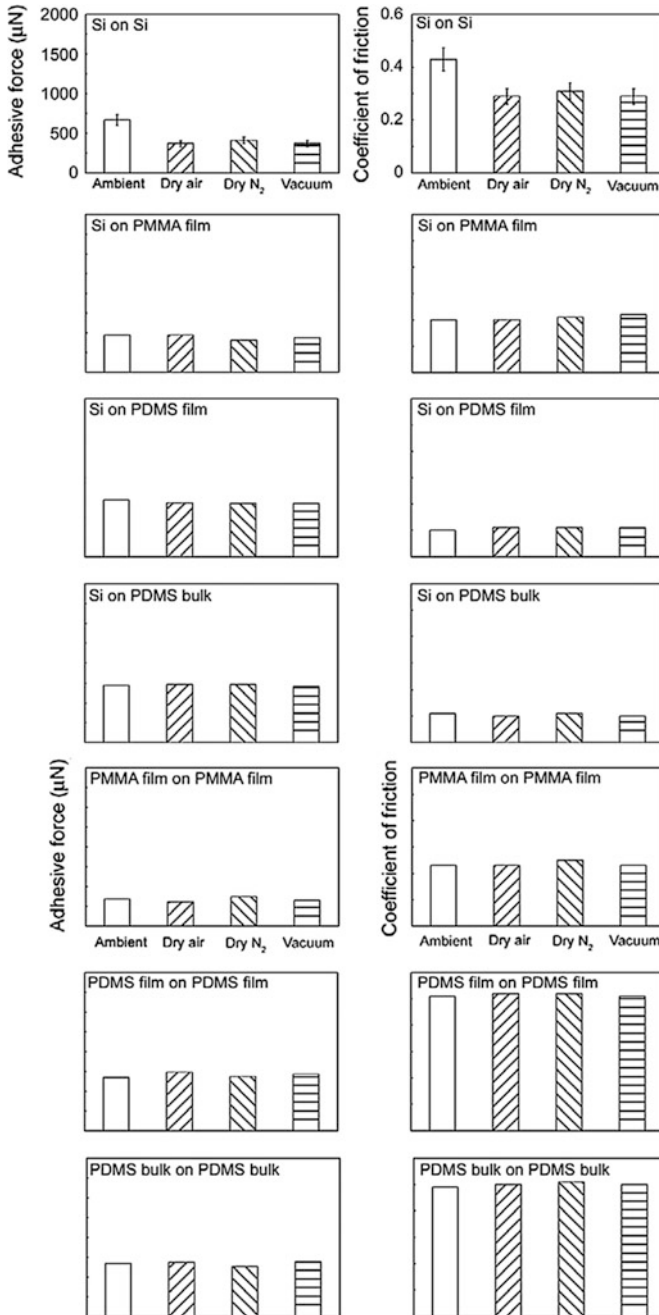 Adhesive force (μN)
2000
1500
1000
500
0
Si on Si
Ambient Dry air Dry N₂ Vacuum
Coefficient of friction
0.6
0.4
0.2
0
Si on Si
Ambient Dry air Dry N₂ Vacuum
Si on PMMA film
Si on PMMA film
Si on PDMS film
Si on PDMS film
Si on PDMS bulk
Si on PDMS bulk
Adhesive force (μN)
PMMA film on PMMA film
Ambient Dry air Dry N₂ Vacuum
Coefficient of friction
PMMA film on PMMA film
Ambient Dry air Dry N₂ Vacuum
PDMS film on PDMS film
PDMS film on PDMS film
PDMS bulk on PDMS bulk
PDMS bulk on PDMS bulk